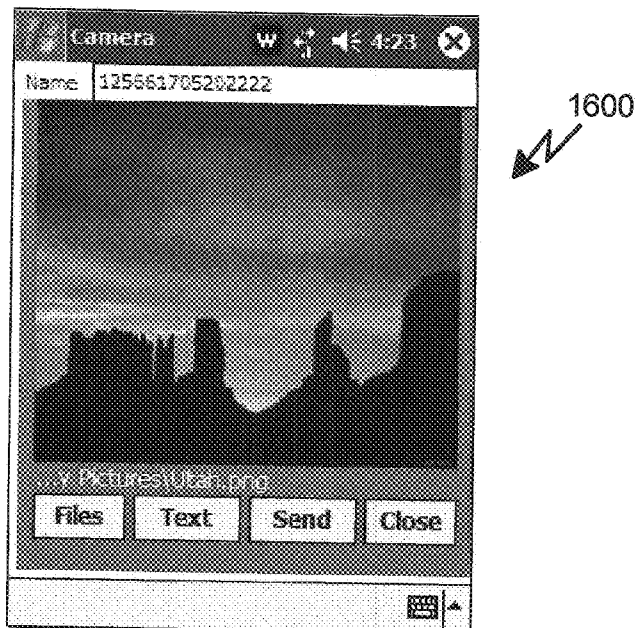 Camera 4:23
Name 125661705202222
1600
...y Pictures\Utah.png
Files Text Send Close